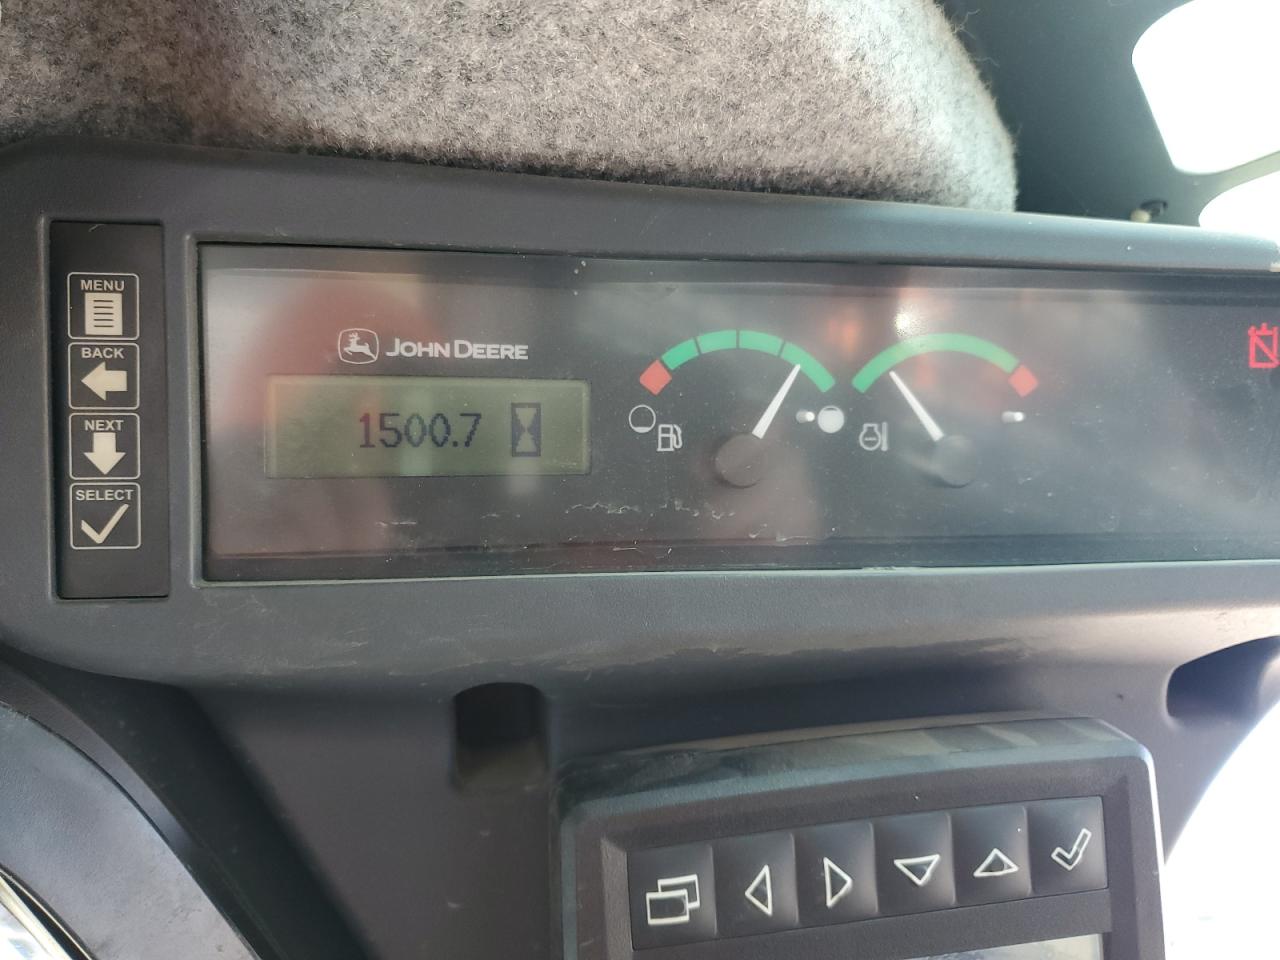 MENU
BACK
NEXT
SELECT
JOHN DEERE
1500.7